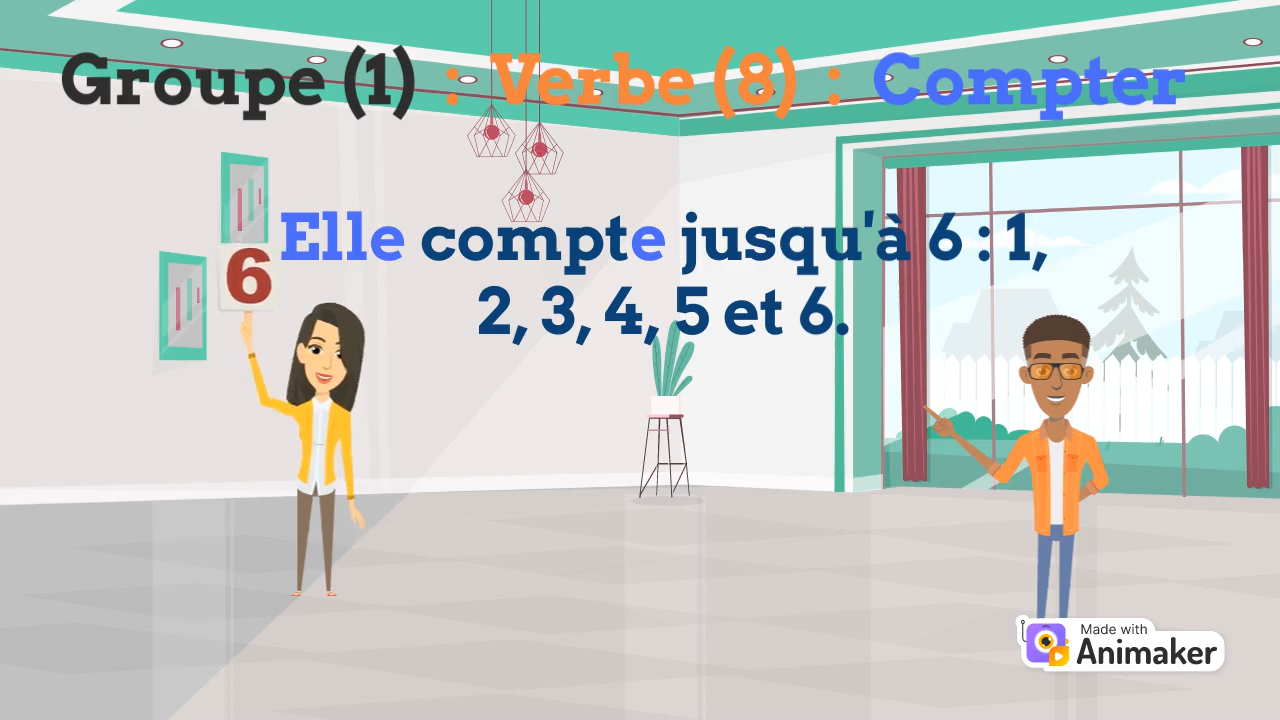 Groupe (1) : Verbe (8) : Compter
Elle compte jusqu'à 6 : 1,
2, 3, 4, 5 et 6.
6
Made with
Animaker